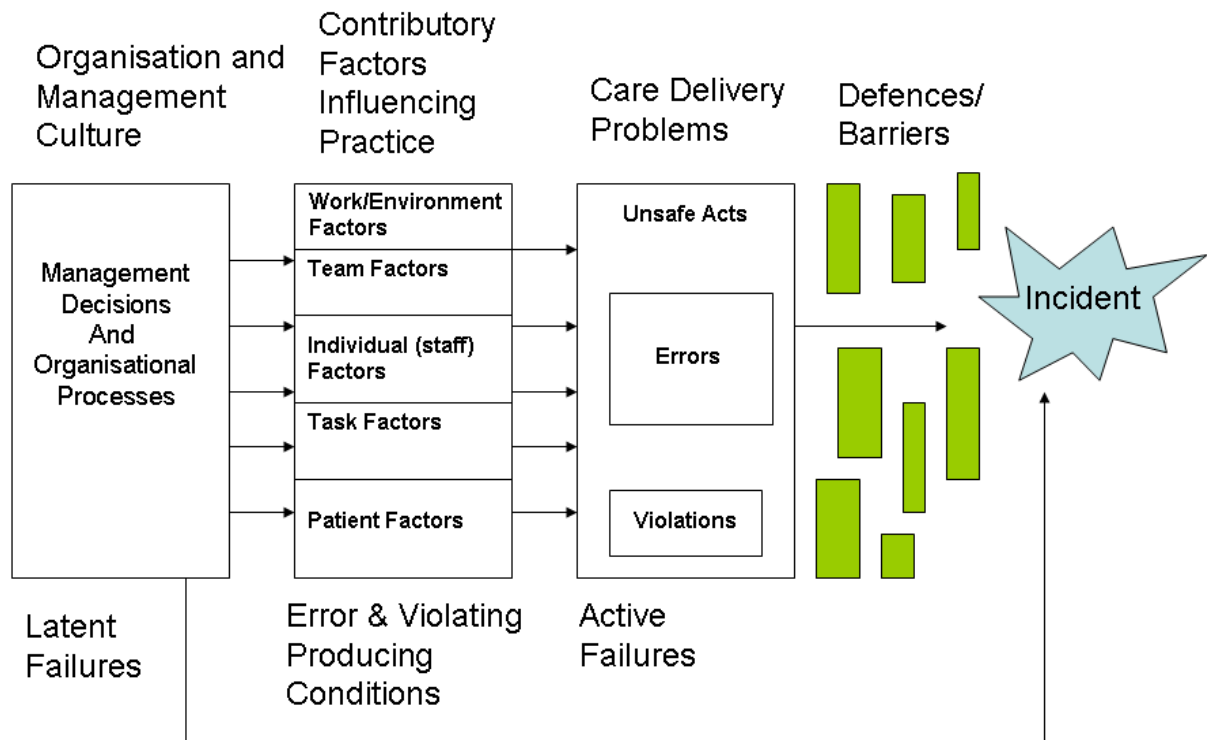 Organisation and
Management
Culture
Contributory
Factors
Influencing
Practice
Care Delivery
Problems
Defences/
Barriers
Management
Decisions
And
Organisational
Processes
Work/Environment
Factors
Team Factors
Individual (staff)
Factors
Task Factors
Patient Factors
Unsafe Acts
Errors
Violations
Incident
Latent
Failures
Error & Violating
Producing
Conditions
Active
Failures